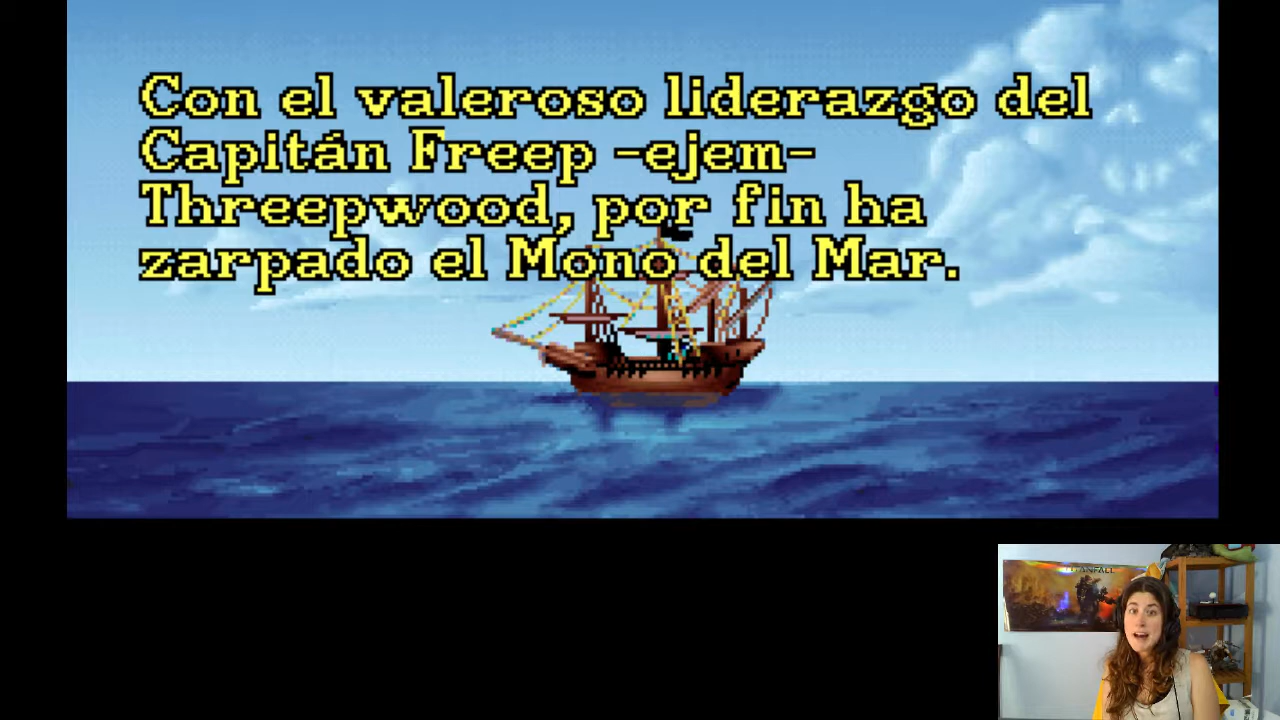 Con el valeroso liderazgo del
Capitán Freep -ejem-
Threepwood, por fin ha
zarpado el Mono del Mar.